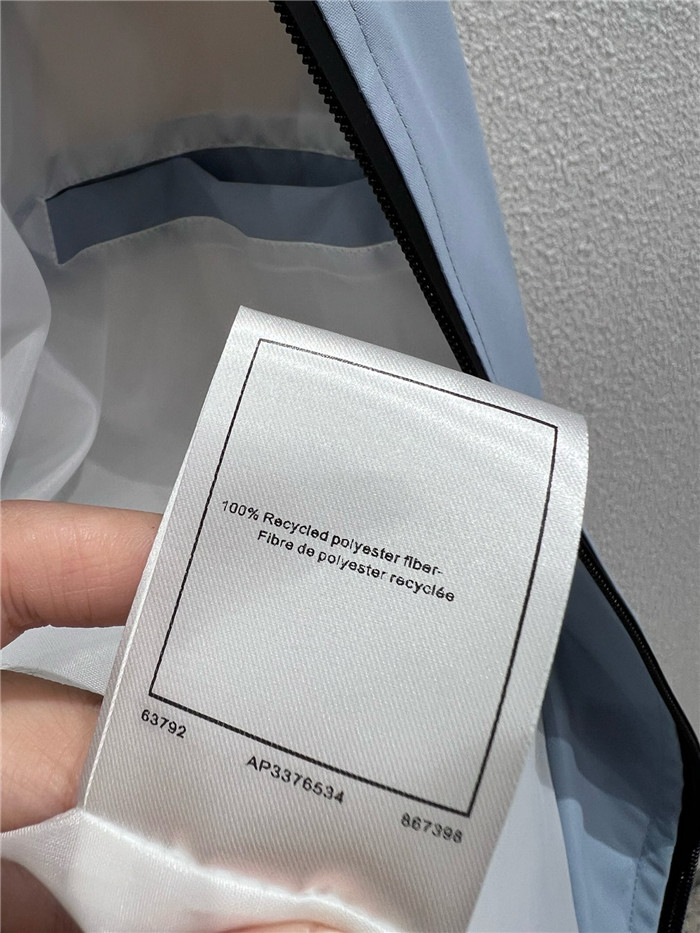 100% Recycled polyester fiber-
Fibre de polyester recyclée
63792
AP3376534
867398